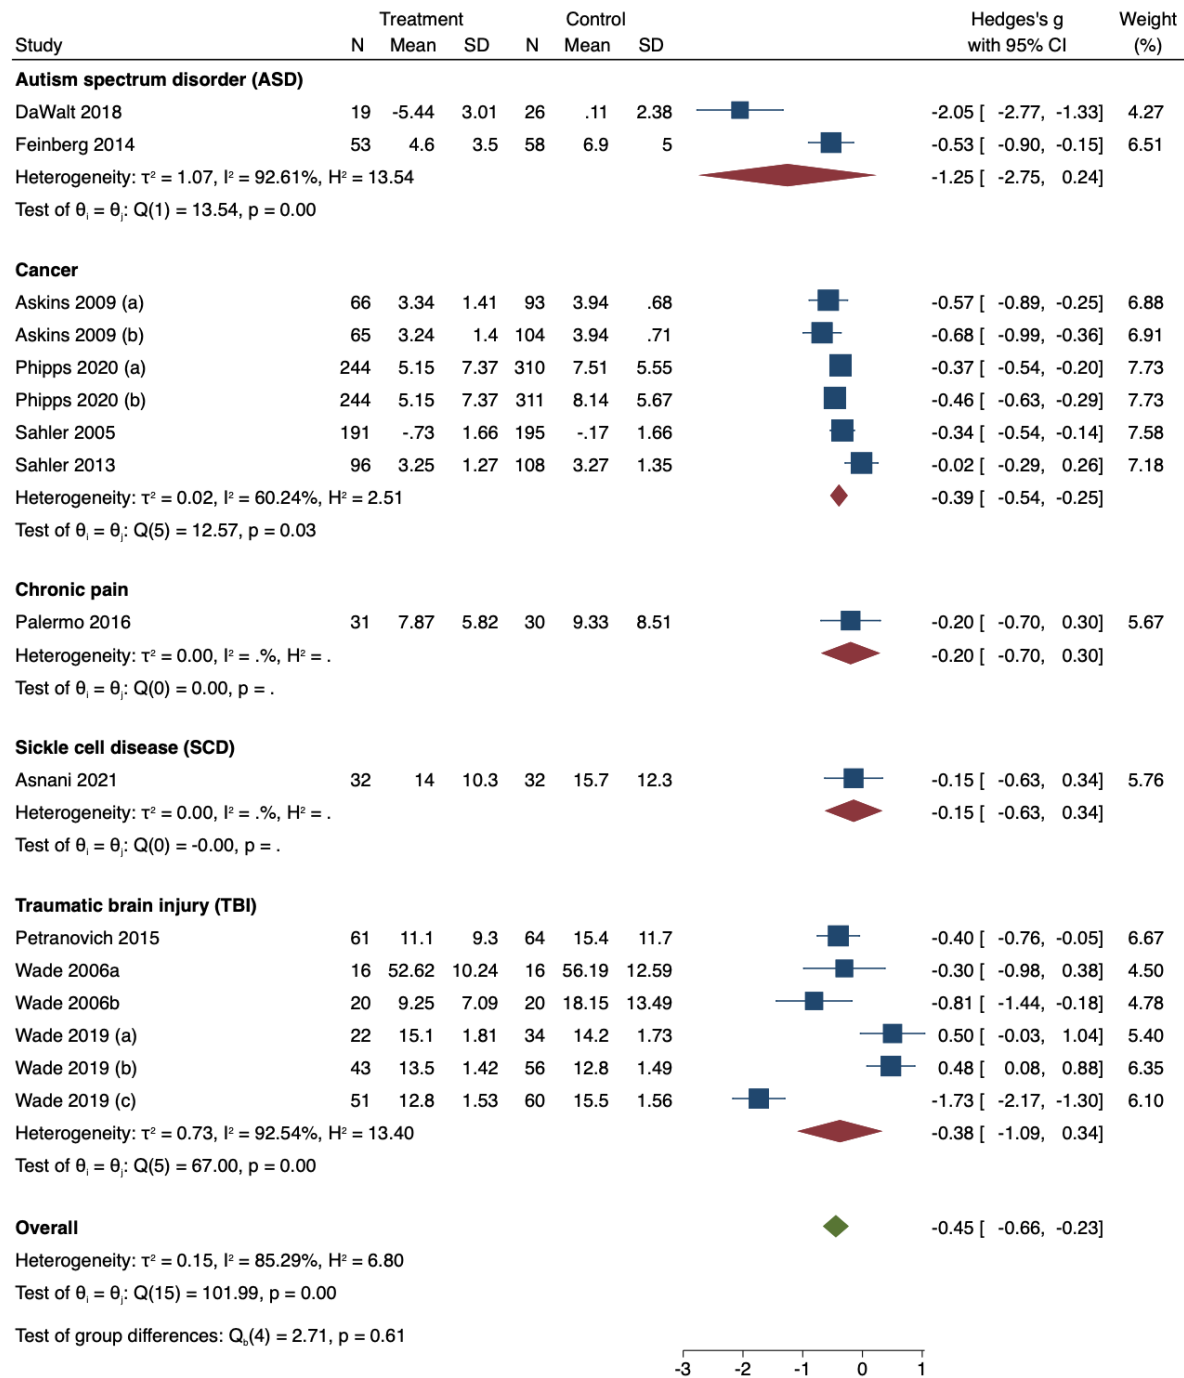 Treatment Control Hedges's g Weight
Study N Mean SD N Mean SD with 95% CI (%)
Autism spectrum disorder (ASD)
DaWalt 2018 19 -5.44 3.01 26 .11 2.38 -2.05 [ -2.77, -1.33] 4.27
Feinberg 2014 53 4.6 3.5 58 6.9 5 -0.53 [ -0.90, -0.15] 6.51
Heterogeneity: τ² = 1.07, I² = 92.61%, H² = 13.54 -1.25 [ -2.75, 0.24]
Test of θᵢ = θⱼ: Q(1) = 13.54, p = 0.00
Cancer
Askins 2009 (a) 66 3.34 1.41 93 3.94 .68 -0.57 [ -0.89, -0.25] 6.88
Askins 2009 (b) 65 3.24 1.4 104 3.94 .71 -0.68 [ -0.99, -0.36] 6.91
Phipps 2020 (a) 244 5.15 7.37 310 7.51 5.55 -0.37 [ -0.54, -0.20] 7.73
Phipps 2020 (b) 244 5.15 7.37 311 8.14 5.67 -0.46 [ -0.63, -0.29] 7.73
Sahler 2005 191 -.73 1.66 195 -.17 1.66 -0.34 [ -0.54, -0.14] 7.58
Sahler 2013 96 3.25 1.27 108 3.27 1.35 -0.02 [ -0.29, 0.26] 7.18
Heterogeneity: τ² = 0.02, I² = 60.24%, H² = 2.51 -0.39 [ -0.54, -0.25]
Test of θᵢ = θⱼ: Q(5) = 12.57, p = 0.03
Chronic pain
Palermo 2016 31 7.87 5.82 30 9.33 8.51 -0.20 [ -0.70, 0.30] 5.67
Heterogeneity: τ² = 0.00, I² = .%, H² = . -0.20 [ -0.70, 0.30]
Test of θᵢ = θⱼ: Q(0) = 0.00, p = .
Sickle cell disease (SCD)
Asnani 2021 32 14 10.3 32 15.7 12.3 -0.15 [ -0.63, 0.34] 5.76
Heterogeneity: τ² = 0.00, I² = .%, H² = . -0.15 [ -0.63, 0.34]
Test of θᵢ = θⱼ: Q(0) = -0.00, p = .
Traumatic brain injury (TBI)
Petranovich 2015 61 11.1 9.3 64 15.4 11.7 -0.40 [ -0.76, -0.05] 6.67
Wade 2006a 16 52.62 10.24 16 56.19 12.59 -0.30 [ -0.98, 0.38] 4.50
Wade 2006b 20 9.25 7.09 20 18.15 13.49 -0.81 [ -1.44, -0.18] 4.78
Wade 2019 (a) 22 15.1 1.81 34 14.2 1.73 0.50 [ -0.03, 1.04] 5.40
Wade 2019 (b) 43 13.5 1.42 56 12.8 1.49 0.48 [ 0.08, 0.88] 6.35
Wade 2019 (c) 51 12.8 1.53 60 15.5 1.56 -1.73 [ -2.17, -1.30] 6.10
Heterogeneity: τ² = 0.73, I² = 92.54%, H² = 13.40 -0.38 [ -1.09, 0.34]
Test of θᵢ = θⱼ: Q(5) = 67.00, p = 0.00
Overall -0.45 [ -0.66, -0.23]
Heterogeneity: τ² = 0.15, I² = 85.29%, H² = 6.80
Test of θᵢ = θⱼ: Q(15) = 101.99, p = 0.00
Test of group differences: Q_b(4) = 2.71, p = 0.61
-3 -2 -1 0 1